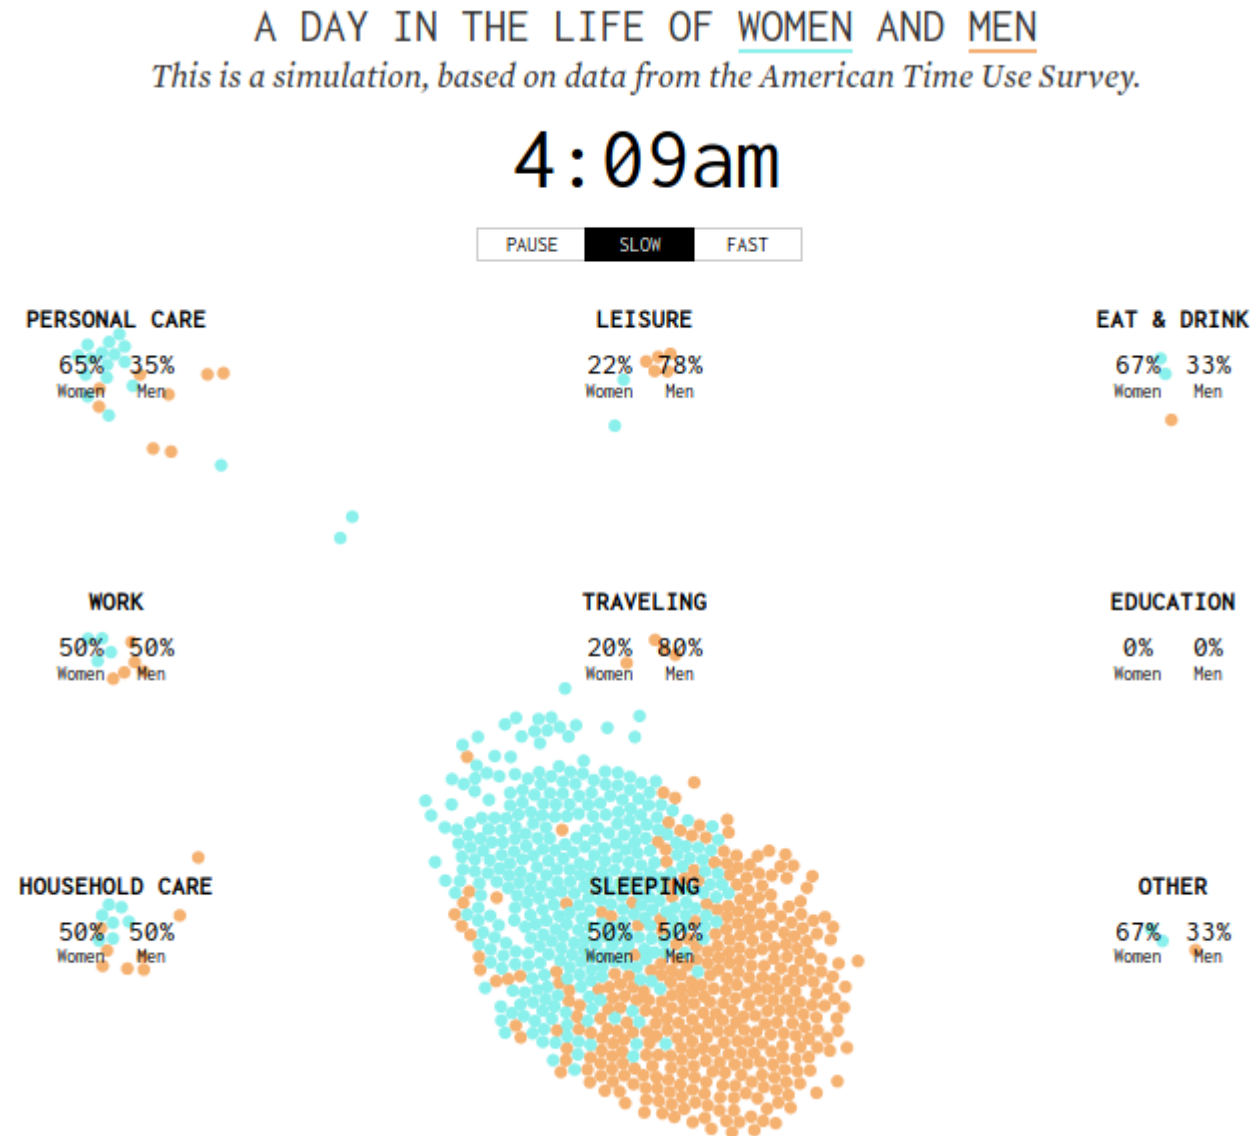 A DAY IN THE LIFE OF WOMEN AND MEN
This is a simulation, based on data from the American Time Use Survey.
4:09am
PAUSE SLOW FAST
PERSONAL CARE LEISURE EAT & DRINK
65% 35% 22% 78% 67% 33%
Women Men Women Men Women Men
WORK TRAVELING EDUCATION
50% 50% 20% 80% 0% 0%
Women Men Women Men Women Men
HOUSEHOLD CARE SLEEPING OTHER
50% 50% 50% 50% 67% 33%
Women Men Women Men Women Men